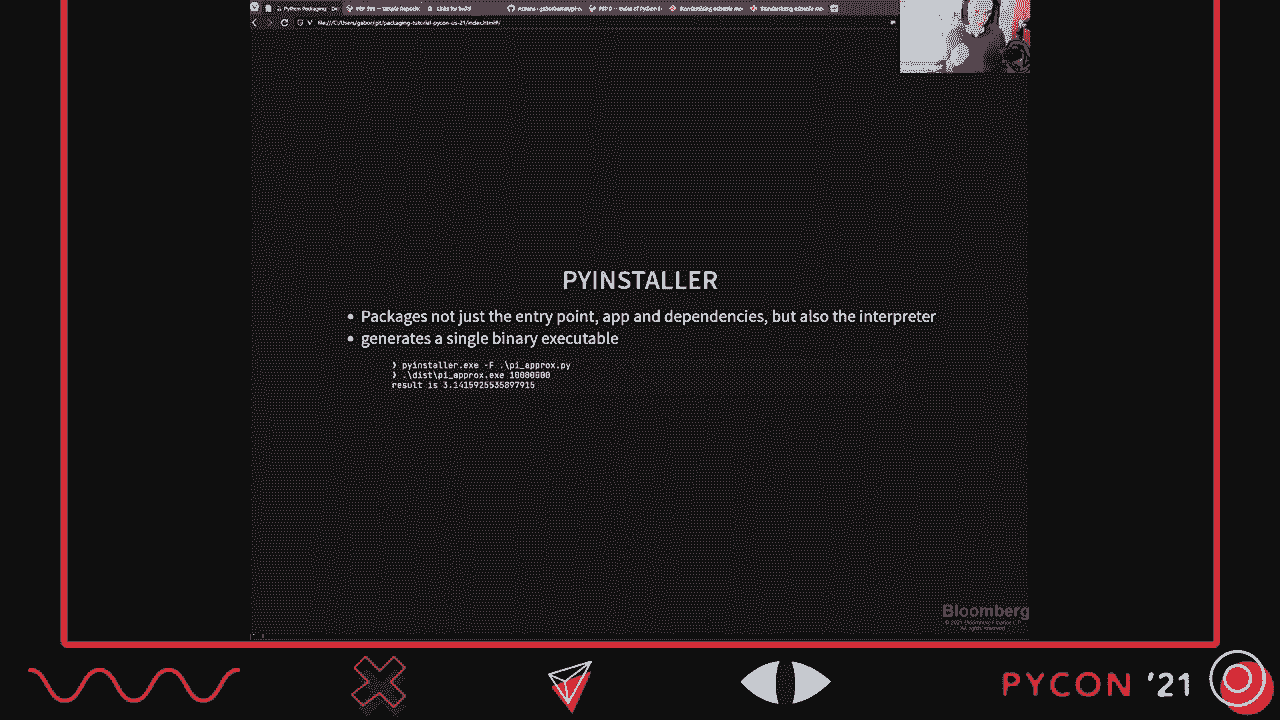 Python Packaging
file:///C:/Users/gabor/git/packaging-tutorial-pycon-us-21/index.html#/
PYINSTALLER
• Packages not just the entry point, app and dependencies, but also the interpreter
• generates a single binary executable
❯ pyinstaller.exe -F .\pi_approx.py
❯ .\dist\pi_approx.exe 10000000
result is 3.1415925535897915
Bloomberg
© 2021 Bloomberg Finance L.P.
All rights reserved.
PYCON '21